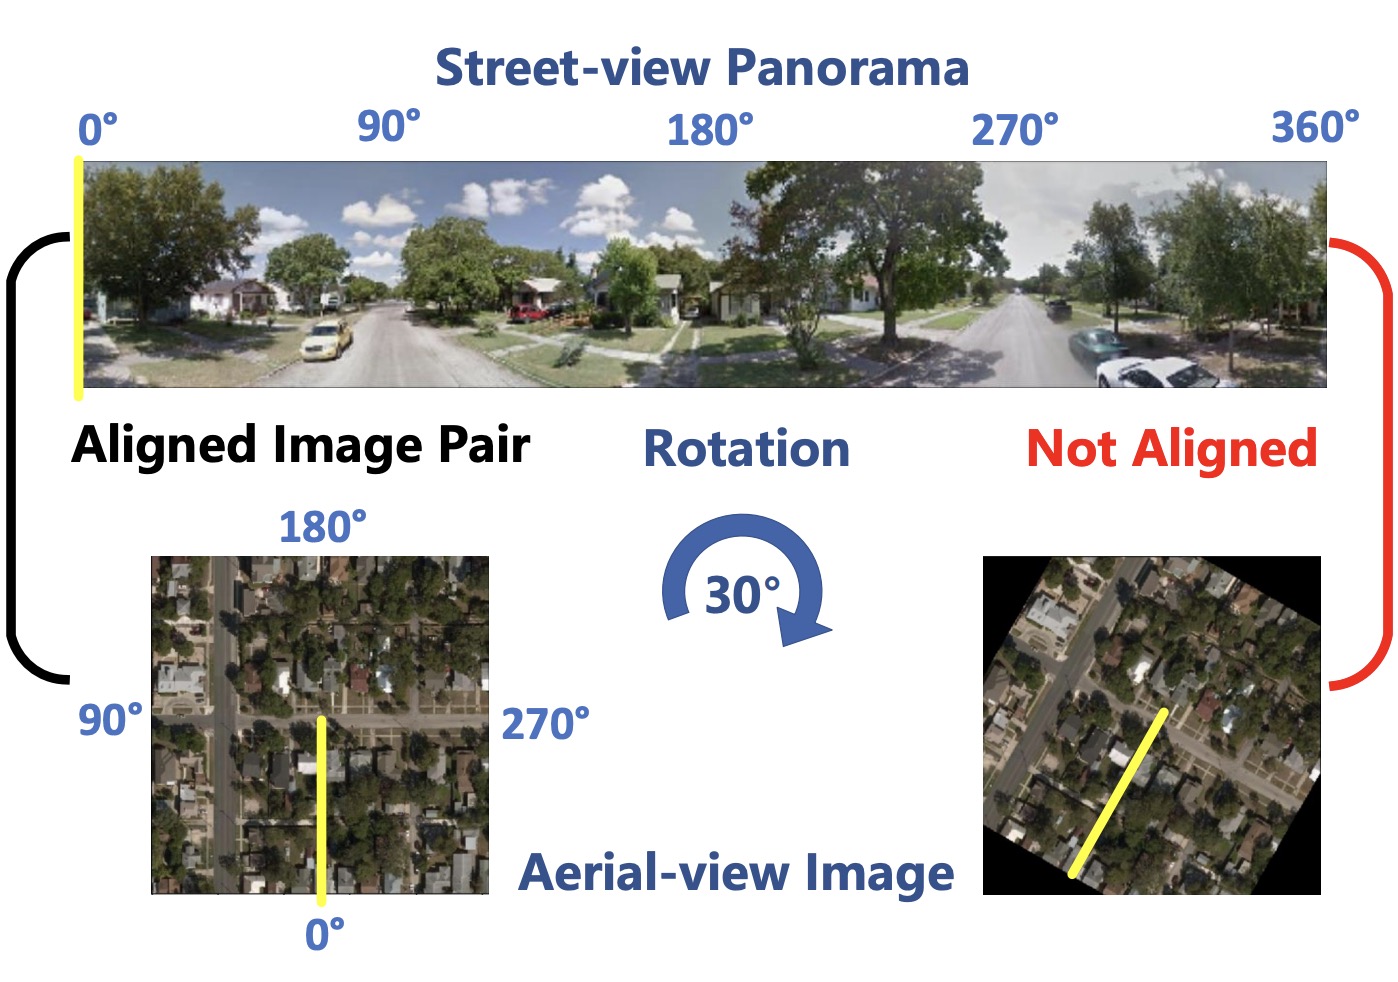 Street-view Panorama
0° 90° 180° 270° 360°
Aligned Image Pair Rotation Not Aligned
180°
30°
90° 270°
Aerial-view Image
0°